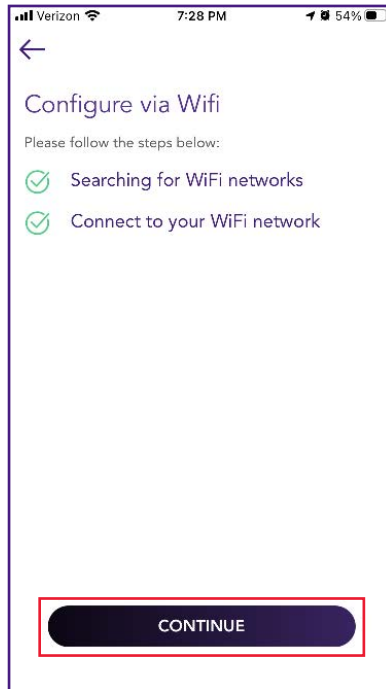 Verizon 7:28 PM 54%
Configure via Wifi
Please follow the steps below:
Searching for WiFi networks
Connect to your WiFi network
CONTINUE